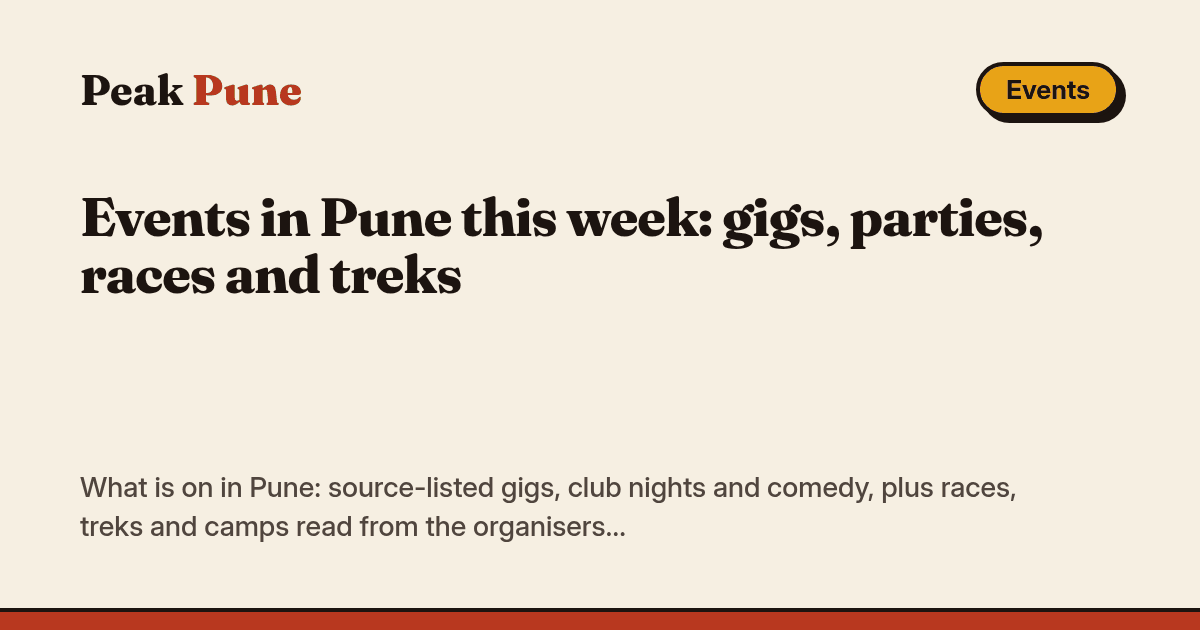 Peak Pune
Events
Events in Pune this week: gigs, parties,
races and treks
What is on in Pune: source-listed gigs, club nights and comedy, plus races,
treks and camps read from the organisers...